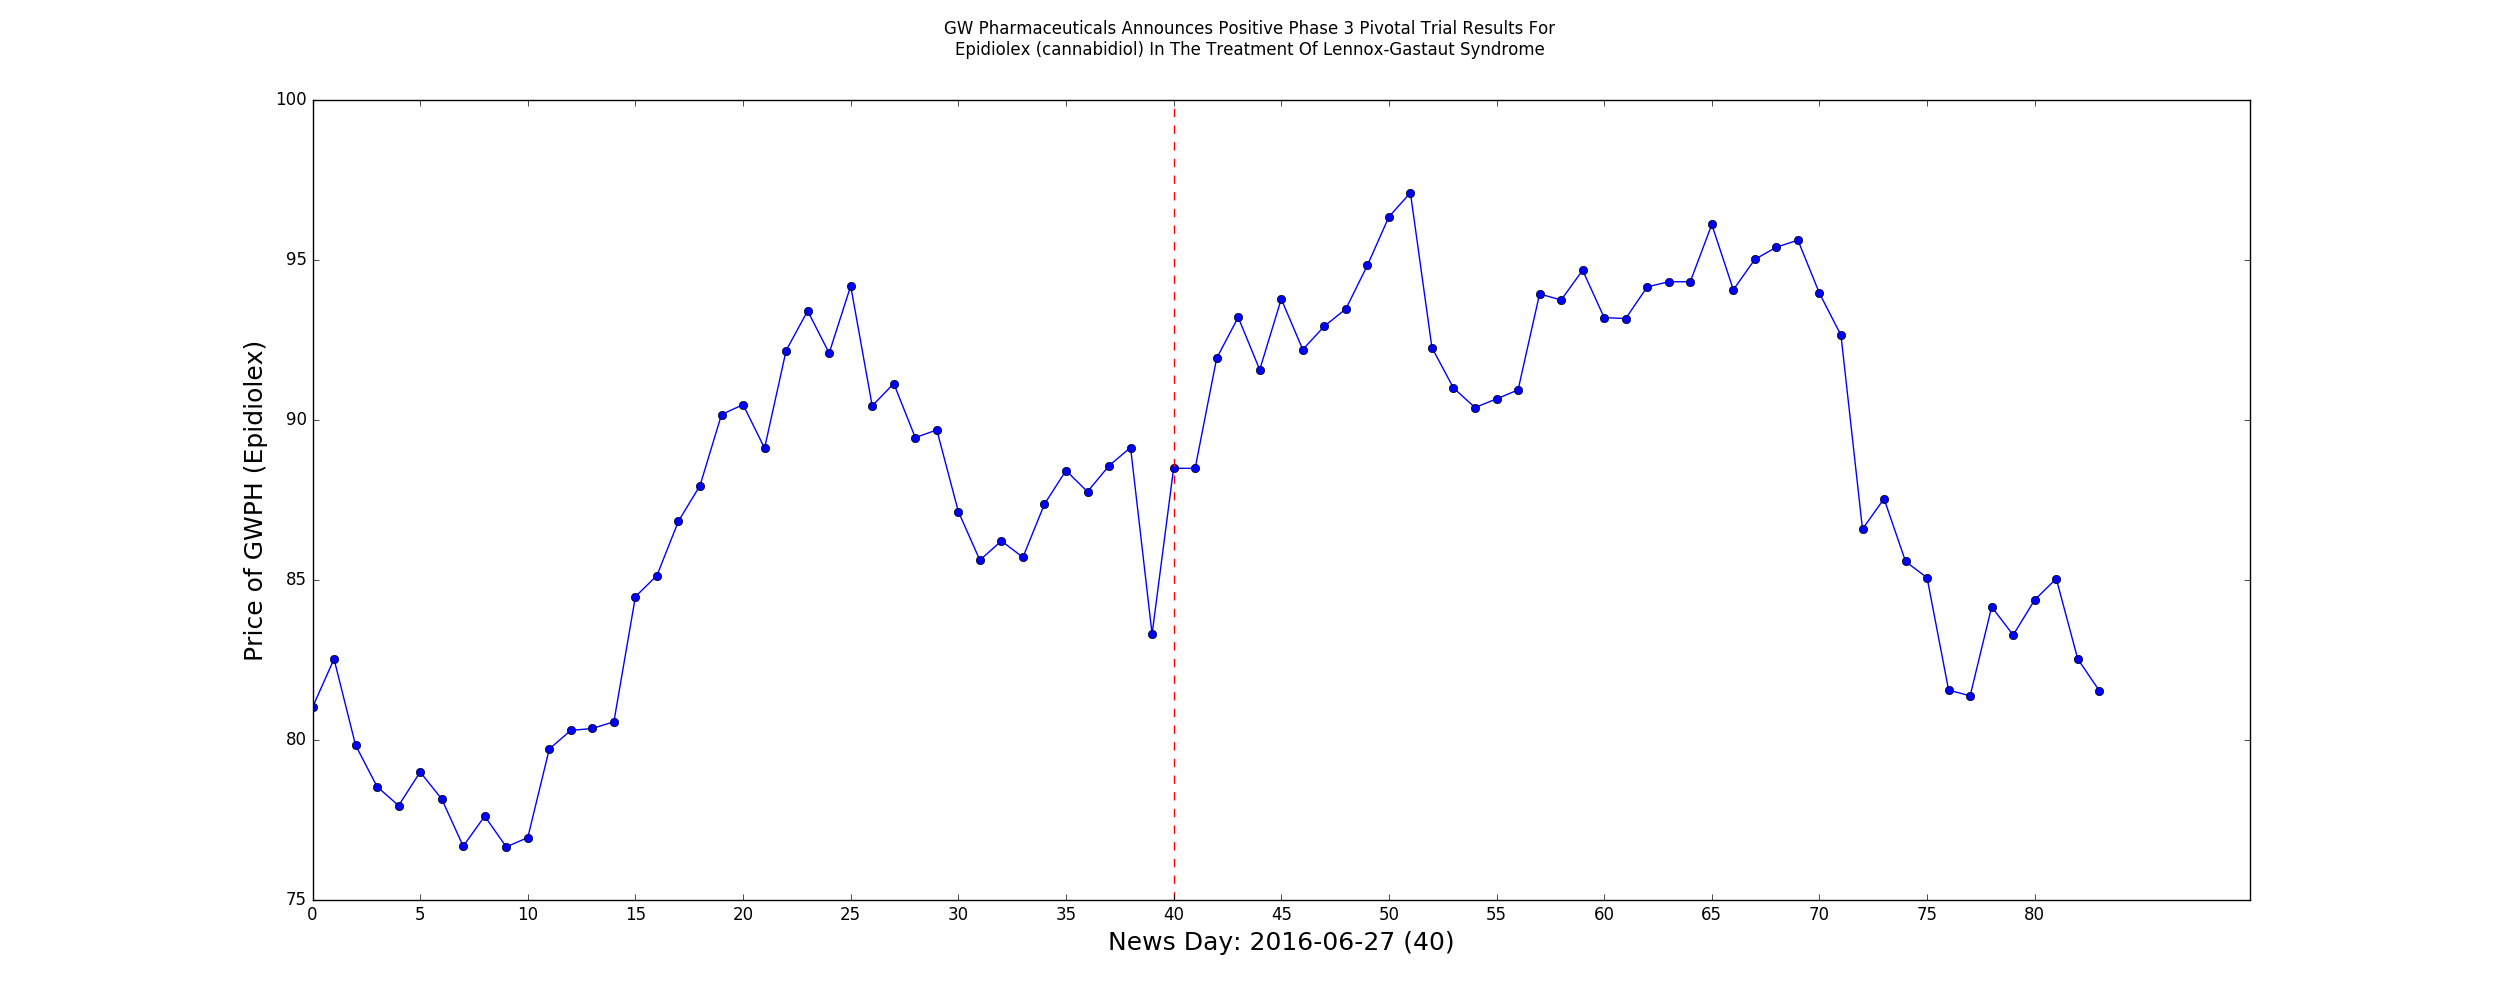 GW Pharmaceuticals Announces Positive Phase 3 Pivotal Trial Results For
Epidiolex (cannabidiol) In The Treatment Of Lennox-Gastaut Syndrome
Price of GWPH (Epidiolex)
100
95
90
85
80
75
0 5 10 15 20 25 30 35 40 45 50 55 60 65 70 75 80
News Day: 2016-06-27 (40)